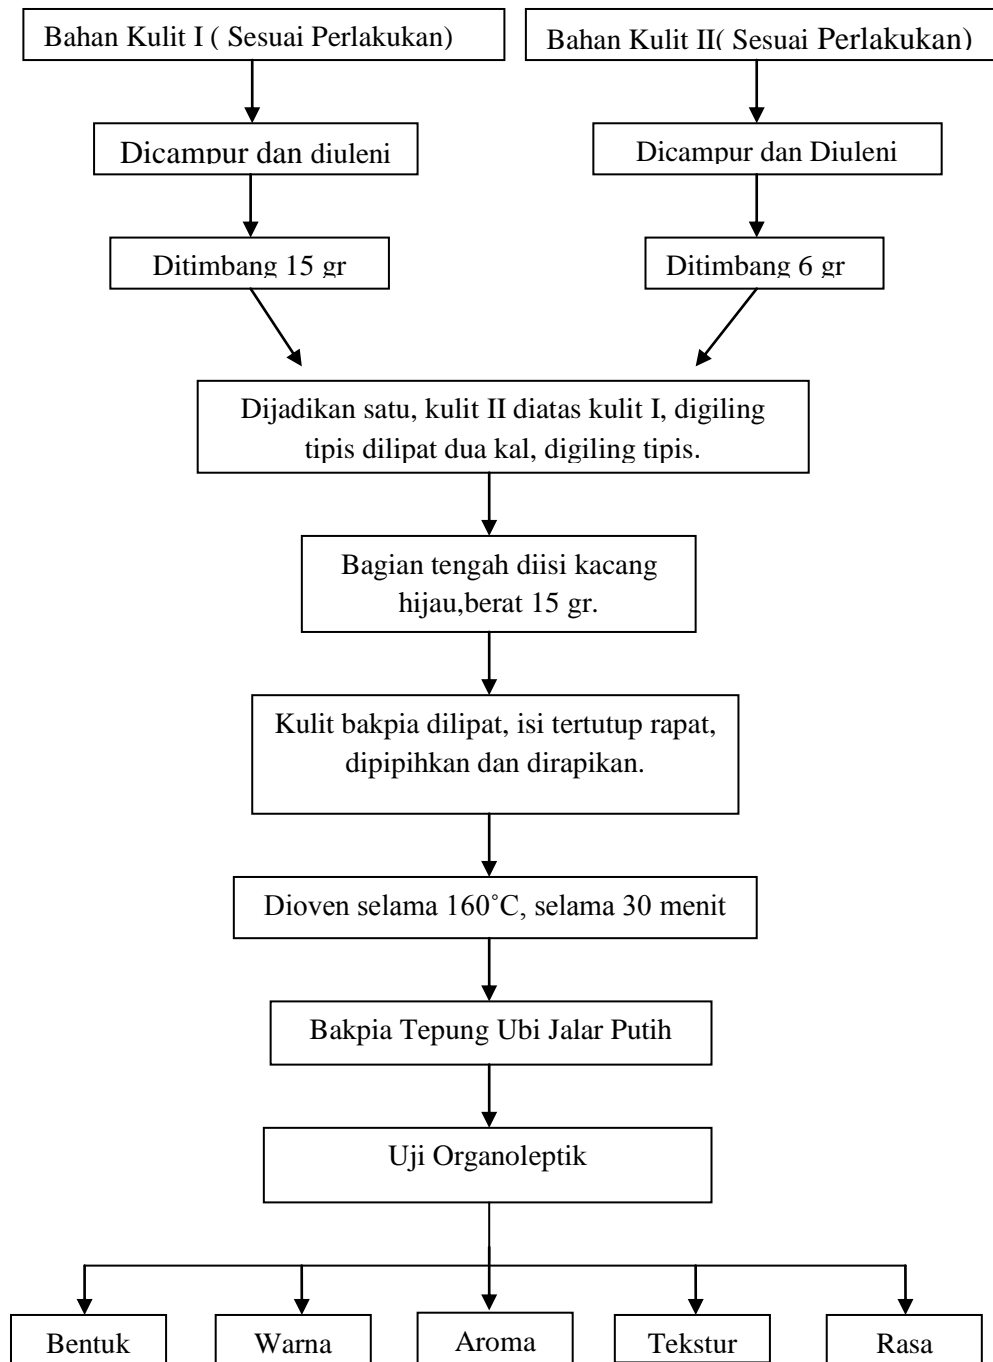 Bahan Kulit I ( Sesuai Perlakukan)
Bahan Kulit II( Sesuai Perlakukan)
Dicampur dan diuleni
Dicampur dan Diuleni
Ditimbang 15 gr
Ditimbang 6 gr
Dijadikan satu, kulit II diatas kulit I, digiling
tipis dilipat dua kal, digiling tipis.
Bagian tengah diisi kacang
hijau,berat 15 gr.
Kulit bakpia dilipat, isi tertutup rapat,
dipipihkan dan dirapikan.
Dioven selama 160˚C, selama 30 menit
Bakpia Tepung Ubi Jalar Putih
Uji Organoleptik
Bentuk
Warna
Aroma
Tekstur
Rasa